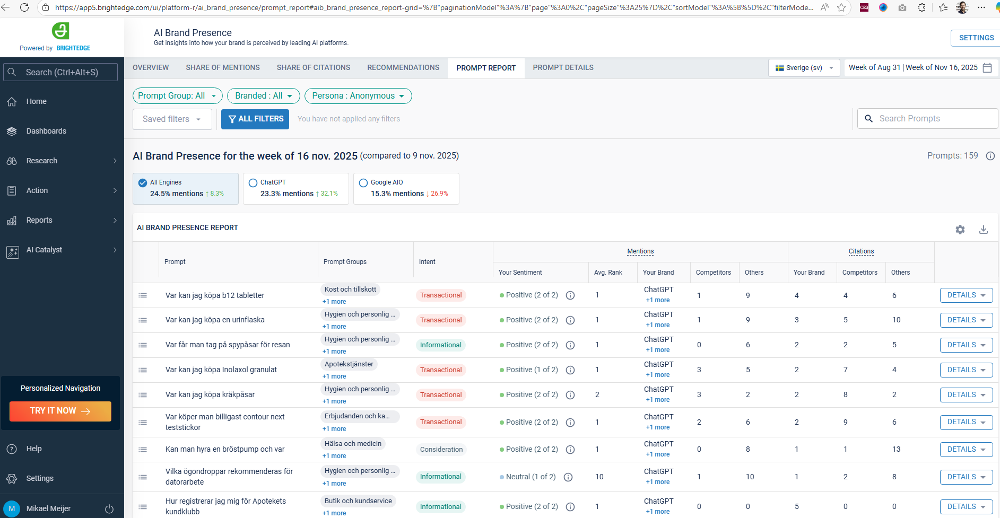 https://app5.brightedge.com/ui/platform-r/ai_brand_presence/prompt_report#aib_brand_presence_report-grid=%7B"paginationModel"%3A%7B"page"%3A0%2C"pageSize"%3A25%7D%2C"sortModel"%3A%5B%5D%2C"filterMode...
CSQ
Powered by BRIGHTEDGE
AI Brand Presence
Get insights into how your brand is perceived by leading AI platforms.
SETTINGS
Search (Ctrl+Alt+S)
Home
Dashboards
Research
Action
Reports
AI Catalyst
Personalized Navigation
TRY IT NOW →
Help
Settings
M Mikael Meijer
OVERVIEW SHARE OF MENTIONS SHARE OF CITATIONS RECOMMENDATIONS PROMPT REPORT PROMPT DETAILS
Sverige (sv)
Week of Aug 31 | Week of Nov 16, 2025
Prompt Group: All Branded : All Persona : Anonymous
Saved filters ALL FILTERS You have not applied any filters
Search Prompts
AI Brand Presence for the week of 16 nov. 2025 (compared to 9 nov. 2025)
Prompts: 159
All Engines
24.5% mentions ↑ 8.3%
ChatGPT
23.3% mentions ↑ 32.1%
Google AIO
15.3% mentions ↓ 26.9%
AI BRAND PRESENCE REPORT
Mentions Citations
Prompt Prompt Groups Intent
Your Sentiment Avg. Rank Your Brand Competitors Others Your Brand Competitors Others
Var kan jag köpa b12 tabletter Kost och tillskott +1 more Transactional Positive (2 of 2) 1 ChatGPT +1 more 1 9 4 4 6 DETAILS
Var kan jag köpa en urinflaska Hygien och personlig ... +1 more Transactional Positive (2 of 2) 1 ChatGPT +1 more 1 9 3 5 10 DETAILS
Var får man tag på spypåsar för resan Hygien och personlig ... +1 more Informational Positive (2 of 2) 1 ChatGPT +1 more 0 6 2 2 5 DETAILS
Var kan jag köpa Inolaxol granulat Apotekstjänster +1 more Transactional Positive (1 of 2) 1 ChatGPT +1 more 3 5 2 7 4 DETAILS
Var kan jag köpa kräkpåsar Hygien och personlig ... +1 more Transactional Positive (2 of 2) 2 ChatGPT +1 more 3 2 2 8 2 DETAILS
Var köper man billigast contour next teststickor Erbjudanden och ka... +1 more Transactional Positive (2 of 2) 1 ChatGPT +1 more 2 6 2 9 6 DETAILS
Kan man hyra en bröstpump och var Hälsa och medicin +1 more Consideration Positive (2 of 2) 1 ChatGPT +1 more 0 8 1 1 13 DETAILS
Vilka ögondroppar rekommenderas för datorarbete Hygien och personlig ... +1 more Informational Neutral (1 of 2) 10 ChatGPT +1 more 1 10 1 2 8 DETAILS
Hur registrerar jag mig för Apotekets kundklubb Butik och kundservice +1 more Informational Positive (2 of 2) 1 ChatGPT +1 more 0 0 5 0 0 DETAILS